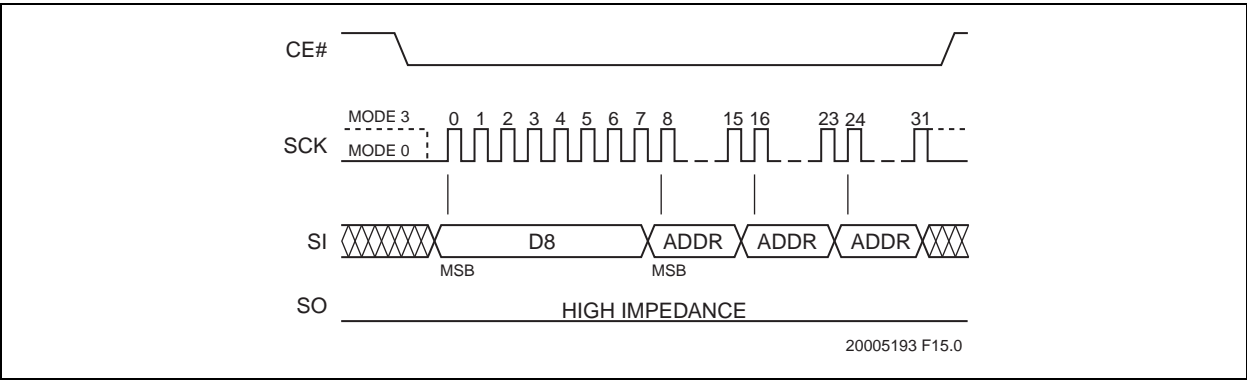 CE#
MODE 3
0 1 2 3 4 5 6 7 8 15 16 23 24 31
SCK
MODE 0
SI
D8 ADDR ADDR ADDR
MSB MSB
SO
HIGH IMPEDANCE
20005193 F15.0